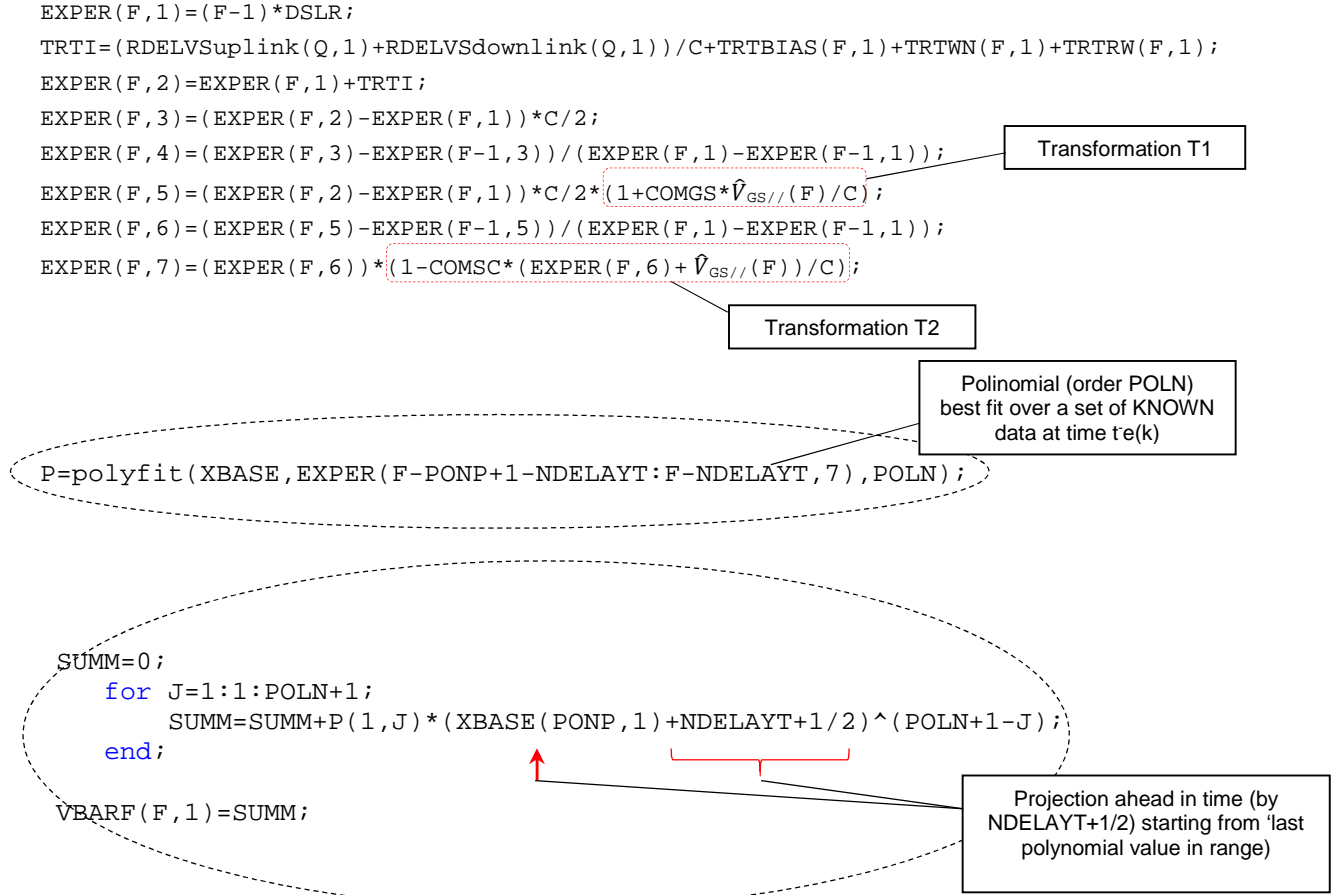 EXPER(F,1)=(F-1)*DSLR;
TRTI=(RDELVSuplink(Q,1)+RDELVSdownlink(Q,1))/C+TRTBIAS(F,1)+TRTWN(F,1)+TRTRW(F,1);
EXPER(F,2)=EXPER(F,1)+TRTI;
EXPER(F,3)=(EXPER(F,2)-EXPER(F,1))*C/2;
EXPER(F,4)=(EXPER(F,3)-EXPER(F-1,3))/(EXPER(F,1)-EXPER(F-1,1));
Transformation T1
EXPER(F,5)=(EXPER(F,2)-EXPER(F,1))*C/2*(1+COMGS*V̂GS//(F)/C);
EXPER(F,6)=(EXPER(F,5)-EXPER(F-1,5))/(EXPER(F,1)-EXPER(F-1,1));
EXPER(F,7)=(EXPER(F,6))*(1-COMSC*(EXPER(F,6)+V̂GS//(F))/C);
Transformation T2
Polinomial (order POLN)
best fit over a set of KNOWN
data at time t-e(k)
P=polyfit(XBASE,EXPER(F-PONP+1-NDELAYT:F-NDELAYT,7),POLN);
SUMM=0;
for J=1:1:POLN+1;
SUMM=SUMM+P(1,J)*(XBASE(PONP,1)+NDELAYT+1/2)^(POLN+1-J);
end;
VBARF(F,1)=SUMM;
Projection ahead in time (by
NDELAYT+1/2) starting from 'last
polynomial value in range)